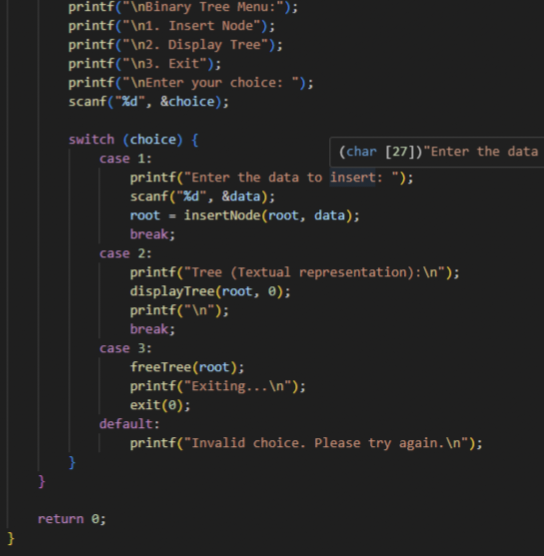 printf("\nBinary Tree Menu:");
printf("\n1. Insert Node");
printf("\n2. Display Tree");
printf("\n3. Exit");
printf("\nEnter your choice: ");
scanf("%d", &choice);
switch (choice) {
case 1:
(char [27])"Enter the data
printf("Enter the data to insert: ");
scanf("%d", &data);
root = insertNode(root, data);
break;
case 2:
printf("Tree (Textual representation):\n");
displayTree(root, 0);
printf("\n");
break;
case 3:
freeTree(root);
printf("Exiting...\n");
exit(0);
default:
printf("Invalid choice. Please try again.\n");
}
}
return 0;
}